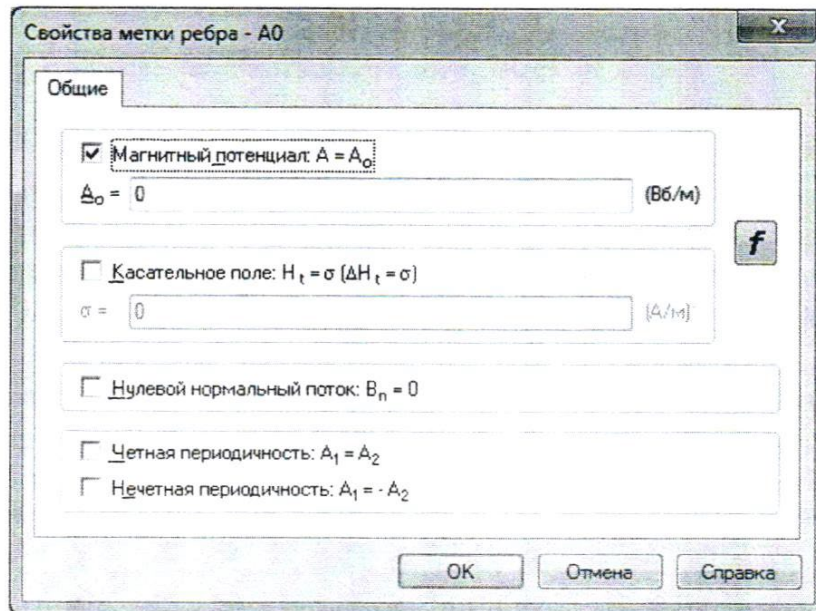 Свойства метки ребра - A0
x
Общие
Магнитный потенциал: A = A₀
A₀ = 0 (Вб/м)
f
Касательное поле: Hₜ = σ (ΔHₜ = σ)
σ = 0 (А/м)
Нулевой нормальный поток: Bₙ = 0
Четная периодичность: A₁ = A₂
Нечетная периодичность: A₁ = - A₂
OK Отмена Справка